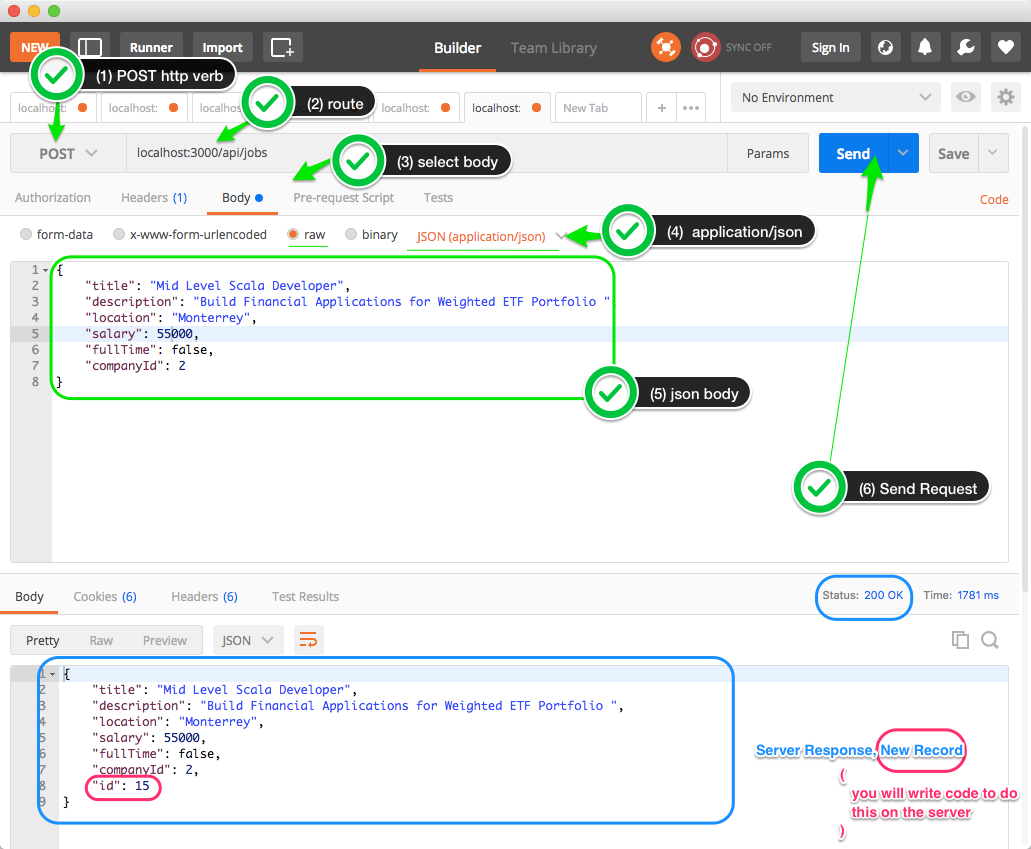 NEW
Runner
Import
Builder
Team Library
SYNC OFF
Sign In
(1) POST http verb
(2) route
localhost:
localhost:
localho
localhost:
localhost:
New Tab
+
•••
No Environment
POST
localhost:3000/api/jobs
Params
Send
Save
(3) select body
Authorization
Headers (1)
Body
Pre-request Script
Tests
Code
form-data
x-www-form-urlencoded
raw
binary
JSON (application/json)
(4) application/json
1 {
2 "title": "Mid Level Scala Developer",
3 "description": "Build Financial Applications for Weighted ETF Portfolio "
4 "location": "Monterrey",
5 "salary": 55000,
6 "fullTime": false,
7 "companyId": 2
8 }
(5) json body
(6) Send Request
Body
Cookies (6)
Headers (6)
Test Results
Status: 200 OK
Time: 1781 ms
Pretty
Raw
Preview
JSON
1 {
2 "title": "Mid Level Scala Developer",
3 "description": "Build Financial Applications for Weighted ETF Portfolio ",
4 "location": "Monterrey",
5 "salary": 55000,
6 "fullTime": false,
7 "companyId": 2,
8 "id": 15
9 }
Server Response, New Record
(
you will write code to do
this on the server
)